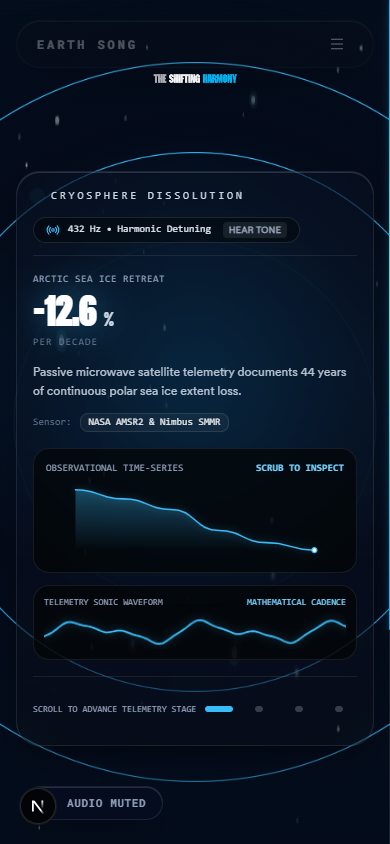 EARTH SONG
THE SHIFTING HARMONY
CRYOSPHERE DISSOLUTION
432 Hz • Harmonic Detuning HEAR TONE
ARCTIC SEA ICE RETREAT
-12.6 %
PER DECADE
Passive microwave satellite telemetry documents 44 years
of continuous polar sea ice extent loss.
Sensor: NASA AMSR2 & Nimbus SMMR
OBSERVATIONAL TIME-SERIES SCRUB TO INSPECT
TELEMETRY SONIC WAVEFORM MATHEMATICAL CADENCE
SCROLL TO ADVANCE TELEMETRY STAGE
N AUDIO MUTED